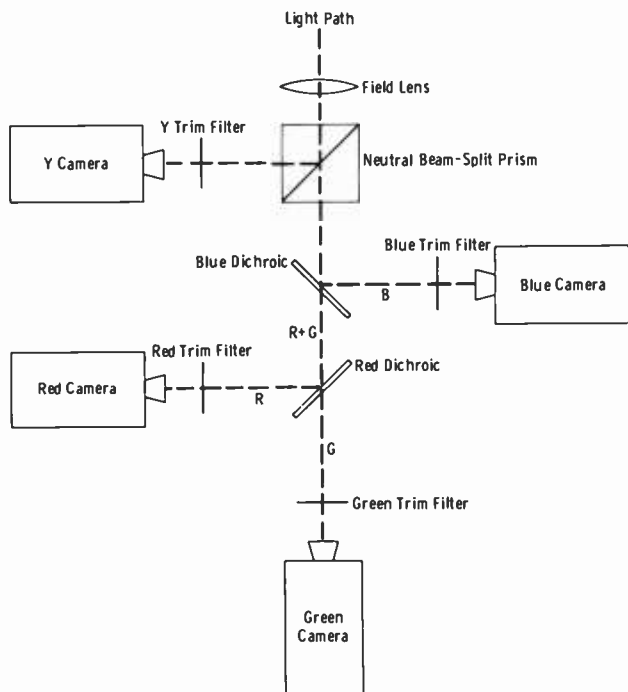 Light Path
Field Lens
Y Trim Filter
Y Camera
Neutral Beam-Split Prism
Blue Trim Filter
Blue Dichroic
B
Blue Camera
R+G
Red Trim Filter
Red Dichroic
Red Camera
R
G
Green Trim Filter
Green
Camera